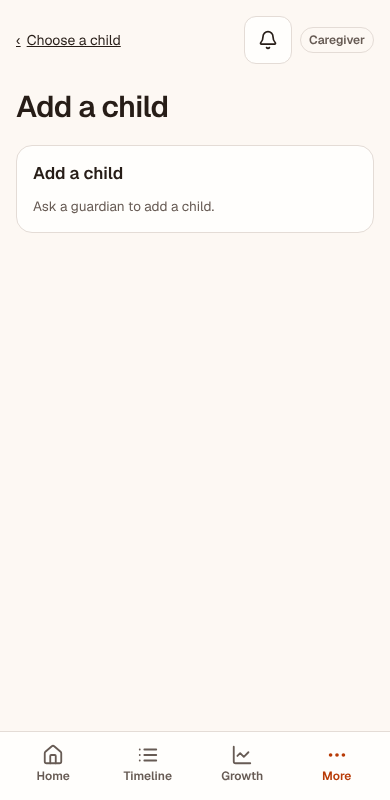 ‹ Choose a child
Caregiver
Add a child
Add a child
Ask a guardian to add a child.
Home
Timeline
Growth
More